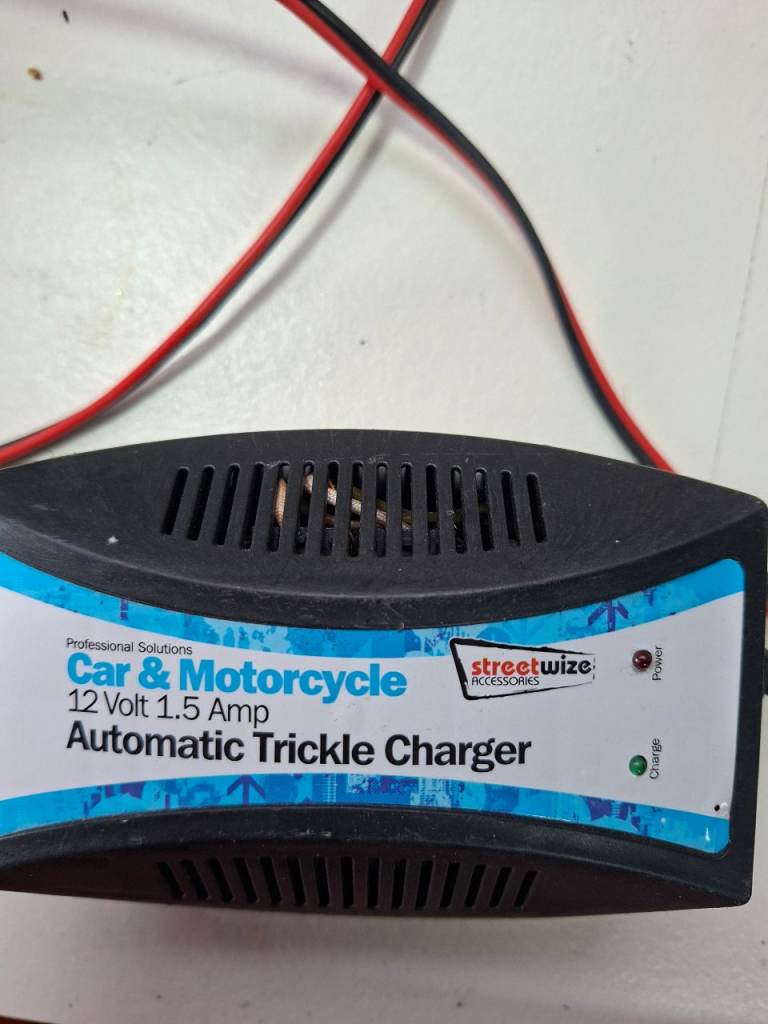 Professional Solutions
Car & Motorcycle
12 Volt 1.5 Amp
Automatic Trickle Charger
streetwize
ACCESSORIES
Power
Charge